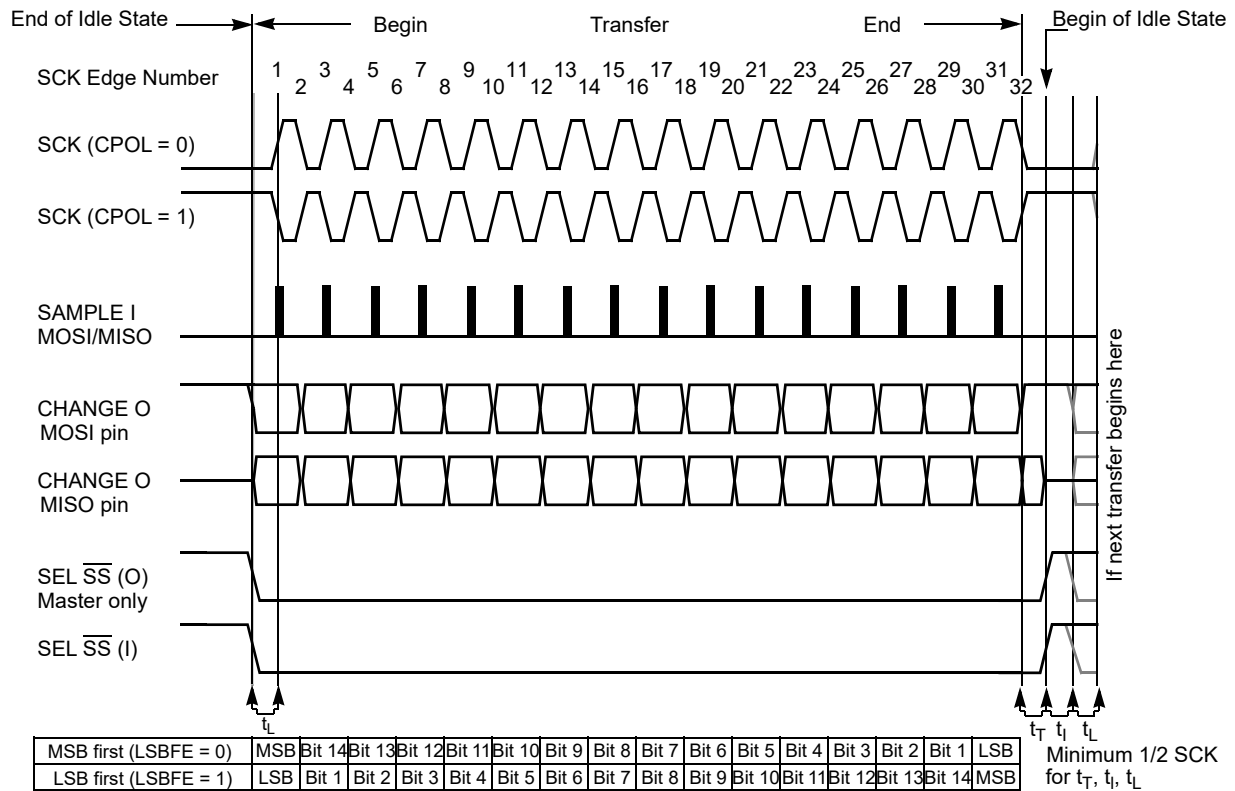 End of Idle State
Begin
Transfer
End
Begin of Idle State
SCK Edge Number
1 2 3 4 5 6 7 8 9 10 11 12 13 14 15 16 17 18 19 20 21 22 23 24 25 26 27 28 29 30 31 32
SCK (CPOL = 0)
SCK (CPOL = 1)
SAMPLE I
MOSI/MISO
CHANGE O
MOSI pin
CHANGE O
MISO pin
SEL SS (O)
Master only
SEL SS (I)
If next transfer begins here
tL
tT tI tL
MSB first (LSBFE = 0) MSB Bit 14 Bit 13 Bit 12 Bit 11 Bit 10 Bit 9 Bit 8 Bit 7 Bit 6 Bit 5 Bit 4 Bit 3 Bit 2 Bit 1 LSB
LSB first (LSBFE = 1) LSB Bit 1 Bit 2 Bit 3 Bit 4 Bit 5 Bit 6 Bit 7 Bit 8 Bit 9 Bit 10 Bit 11 Bit 12 Bit 13 Bit 14 MSB
Minimum 1/2 SCK
for tT, tI, tL